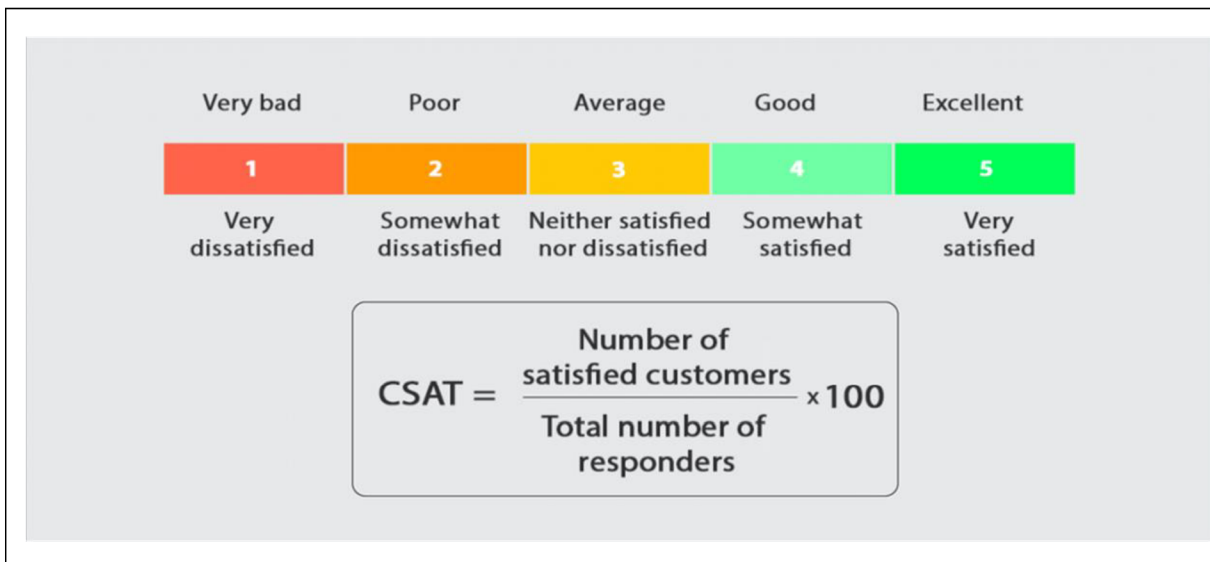 Very bad Poor Average Good Excellent
1 2 3 4 5
Very Somewhat Neither satisfied Somewhat Very
dissatisfied dissatisfied nor dissatisfied satisfied satisfied
Number of
satisfied customers
CSAT = × 100
Total number of
responders